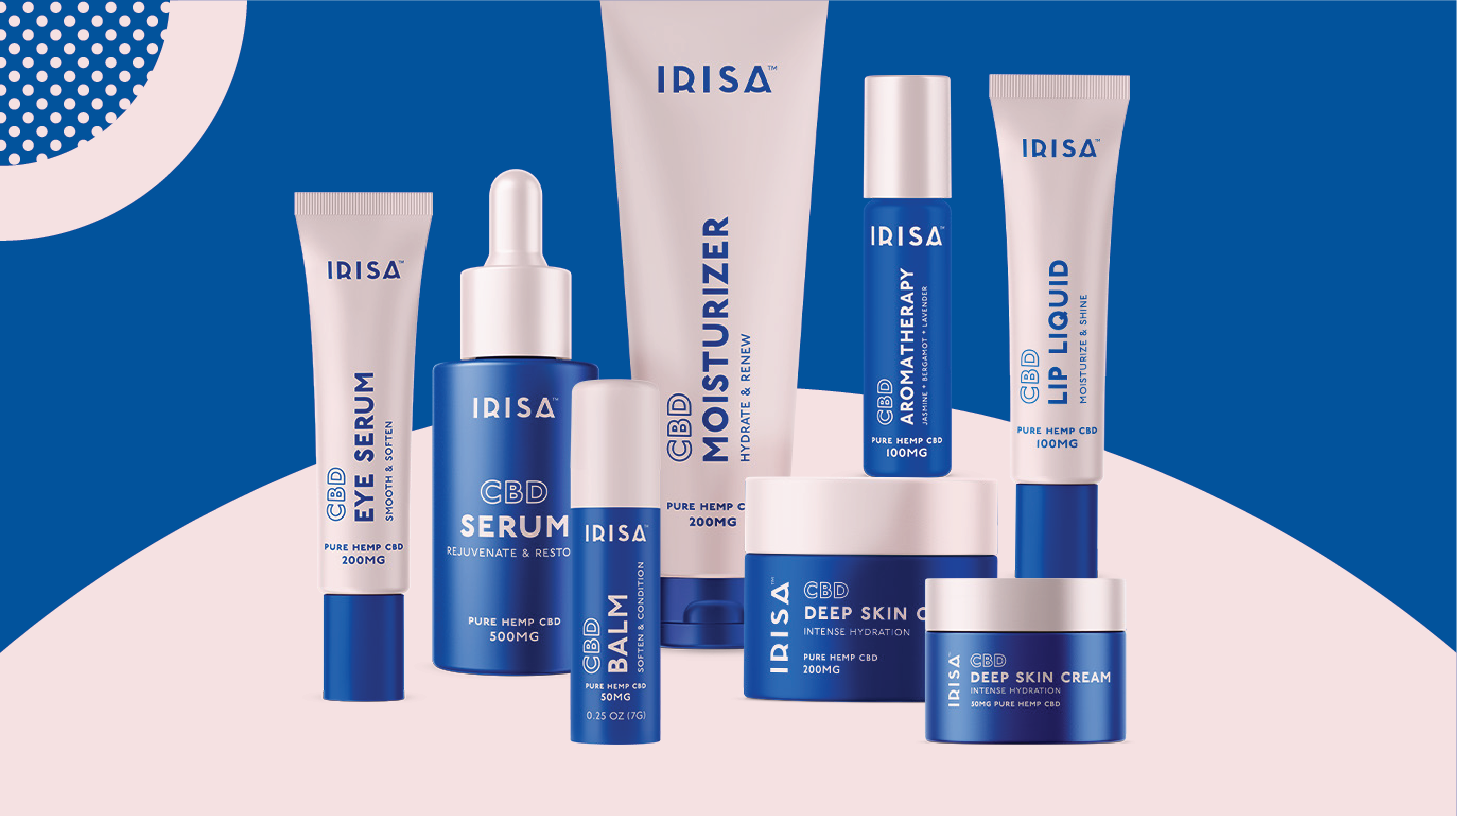 IRISA™
CBD
EYE SERUM
SMOOTH & SOFTEN
PURE HEMP CBD
200MG
IRISA™
CBD
SERUM
REJUVENATE & RESTO
PURE HEMP CBD
500MG
IRISA™
CBD
BALM
SOFTEN & CONDITION
PURE HEMP CBD
50MG
0.25 OZ (7G)
IRISA™
CBD
MOISTURIZER
HYDRATE & RENEW
PURE HEMP C
200MG
IRISA™
CBD
AROMATHERAPY
JASMINE + BERGAMOT + LAVENDER
PURE HEMP CBD
100MG
IRISA™
CBD
LIP LIQUID
MOISTURIZE & SHINE
PURE HEMP CBD
100MG
IRISA™
CBD
DEEP SKIN C
INTENSE HYDRATION
PURE HEMP CBD
200MG
IRISA™
CBD
DEEP SKIN CREAM
INTENSE HYDRATION
50MG PURE HEMP CBD